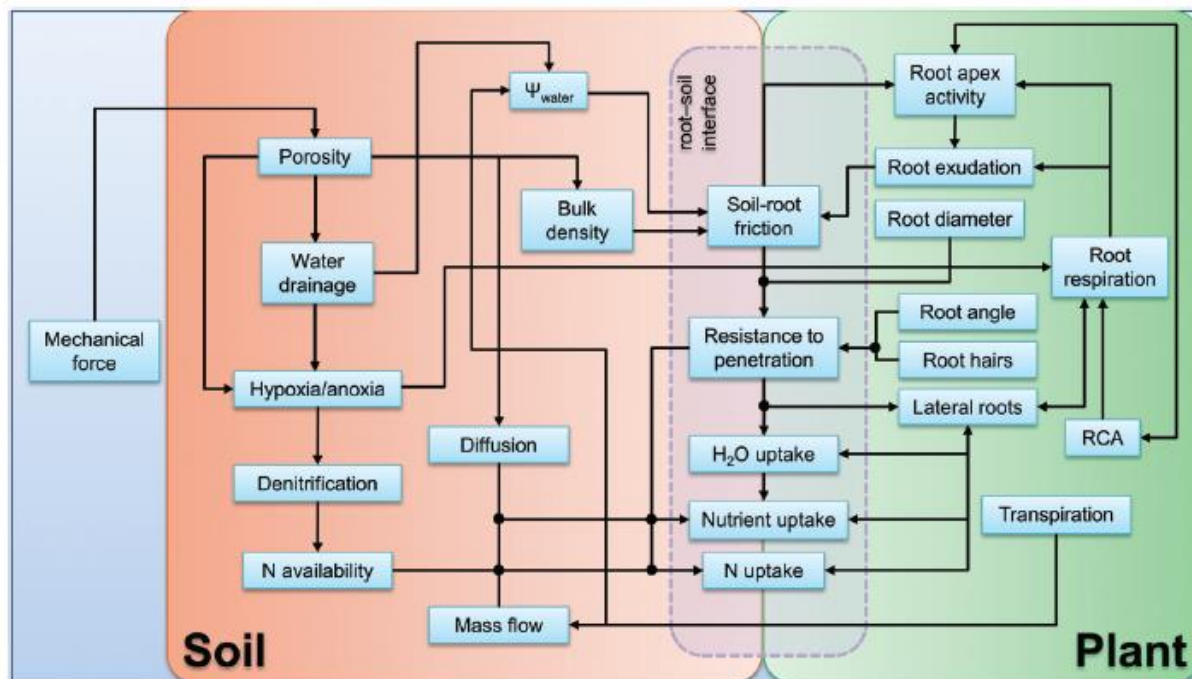 Ψwater
root–soil
interface
Root apex
activity
Porosity
Root exudation
Bulk
density
Soil-root
friction
Root diameter
Water
drainage
Root
respiration
Mechanical
force
Resistance to
penetration
Root angle
Root hairs
Hypoxia/anoxia
Lateral roots
Diffusion
H₂O uptake
RCA
Denitrification
Nutrient uptake
Transpiration
N availability
N uptake
Mass flow
Soil
Plant